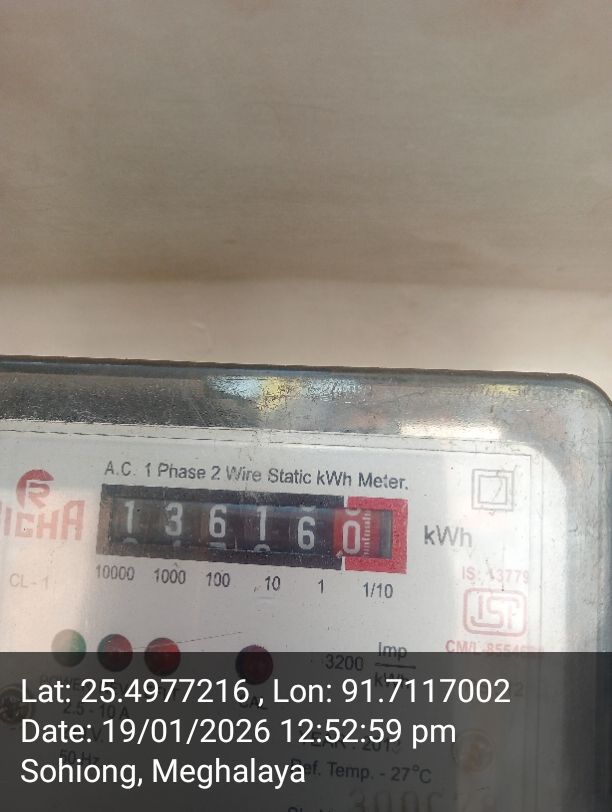 A.C. 1 Phase 2 Wire Static kWh Meter.
1 3 6 1 6 0 kWh
10000 1000 100 10 1 1/10
CL-1
IS: 13779
ISI
3200 Imp
Lat: 25.4977216 , Lon: 91.7117002
Date: 19/01/2026 12:52:59 pm
Ref. Temp. - 27°C
Sohiong, Meghalaya